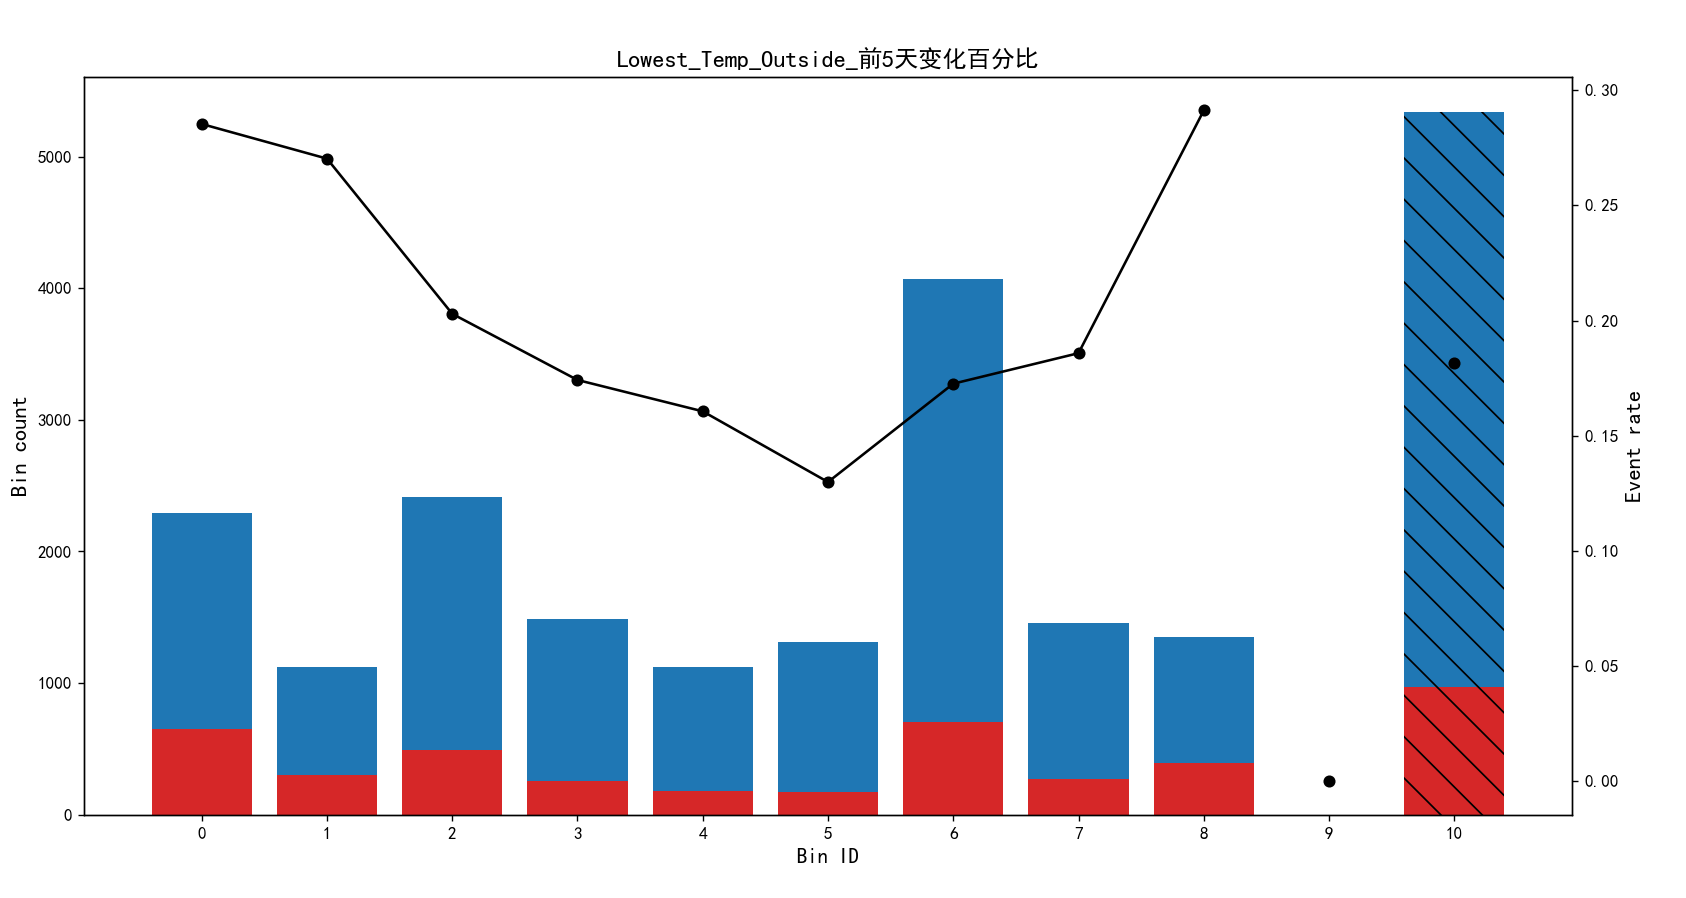 Lowest_Temp_Outside_前5天变化百分比
Bin count
5000
4000
3000
2000
1000
0
0 1 2 3 4 5 6 7 8 9 10
Bin ID
0.30
0.25
0.20
0.15
0.10
0.05
0.00
Event rate